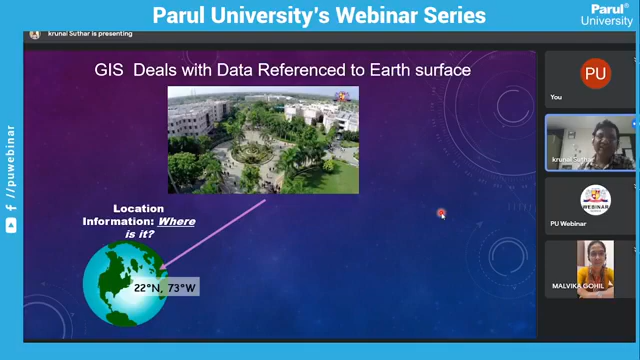 Parul University's Webinar Series
Parul®
University
krunal Suthar is presenting
GIS Deals with Data Referenced to Earth surface
Location
Information: Where
is it?
22°N, 73°W
PU
You
krunal Suthar
WEBINAR
PU Webinar
MALVIKA GOHIL
//puwebinar